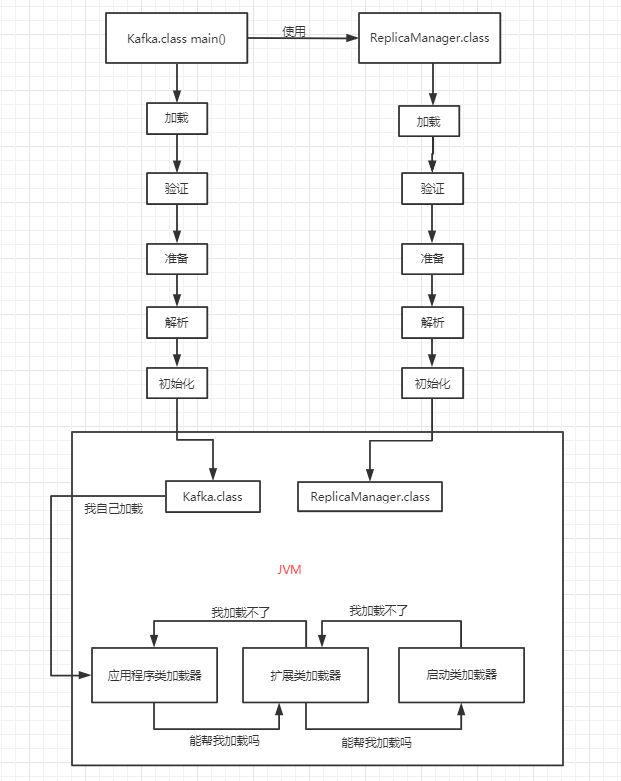 Kafka.class main()
使用
ReplicaManager.class
加载
加载
验证
验证
准备
准备
解析
解析
初始化
初始化
Kafka.class
ReplicaManager.class
我自己加载
JVM
我加载不了
我加载不了
应用程序类加载器
扩展类加载器
启动类加载器
能帮我加载吗
能帮我加载吗